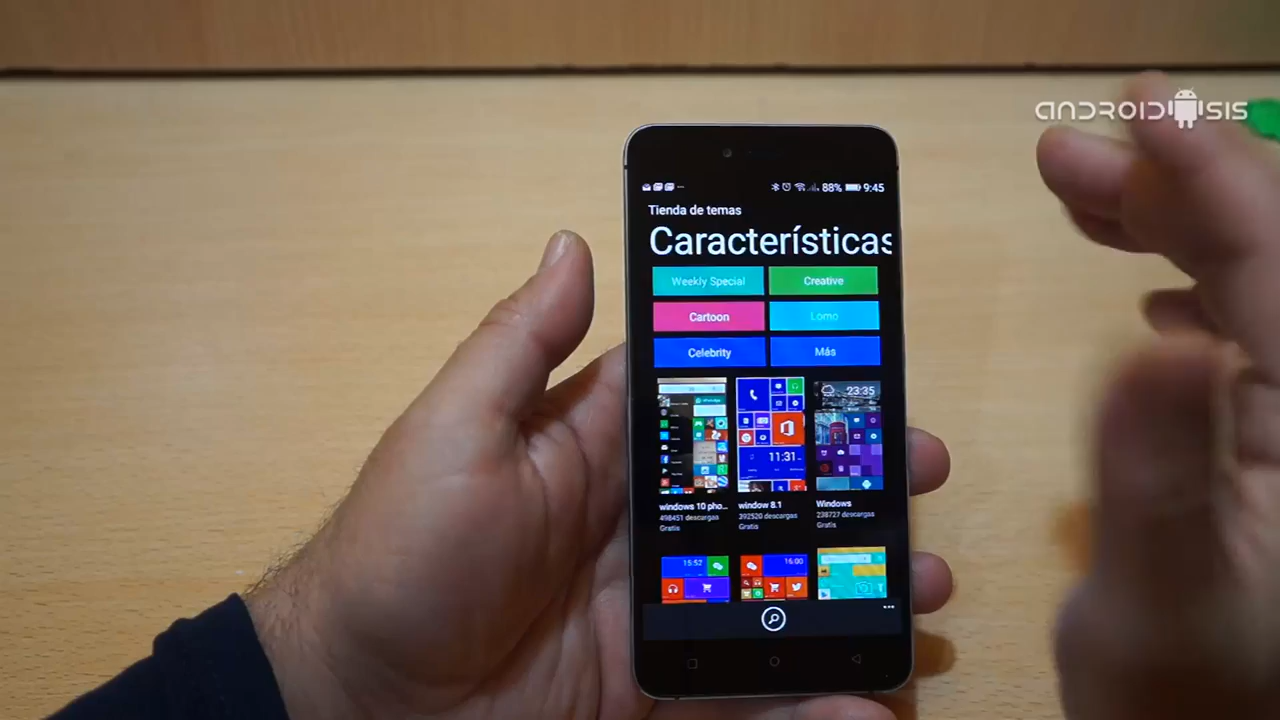 ANDROIDSIS
88% 9:45
Tienda de temas
Características
Weekly Special
Creative
Cartoon
Lomo
Celebrity
Más
23:35
11:31
windows 10 pho...
498451 descargas
Gratis
window 8.1
392520 descargas
Gratis
Windows
238727 descargas
Gratis
15:52
16:00